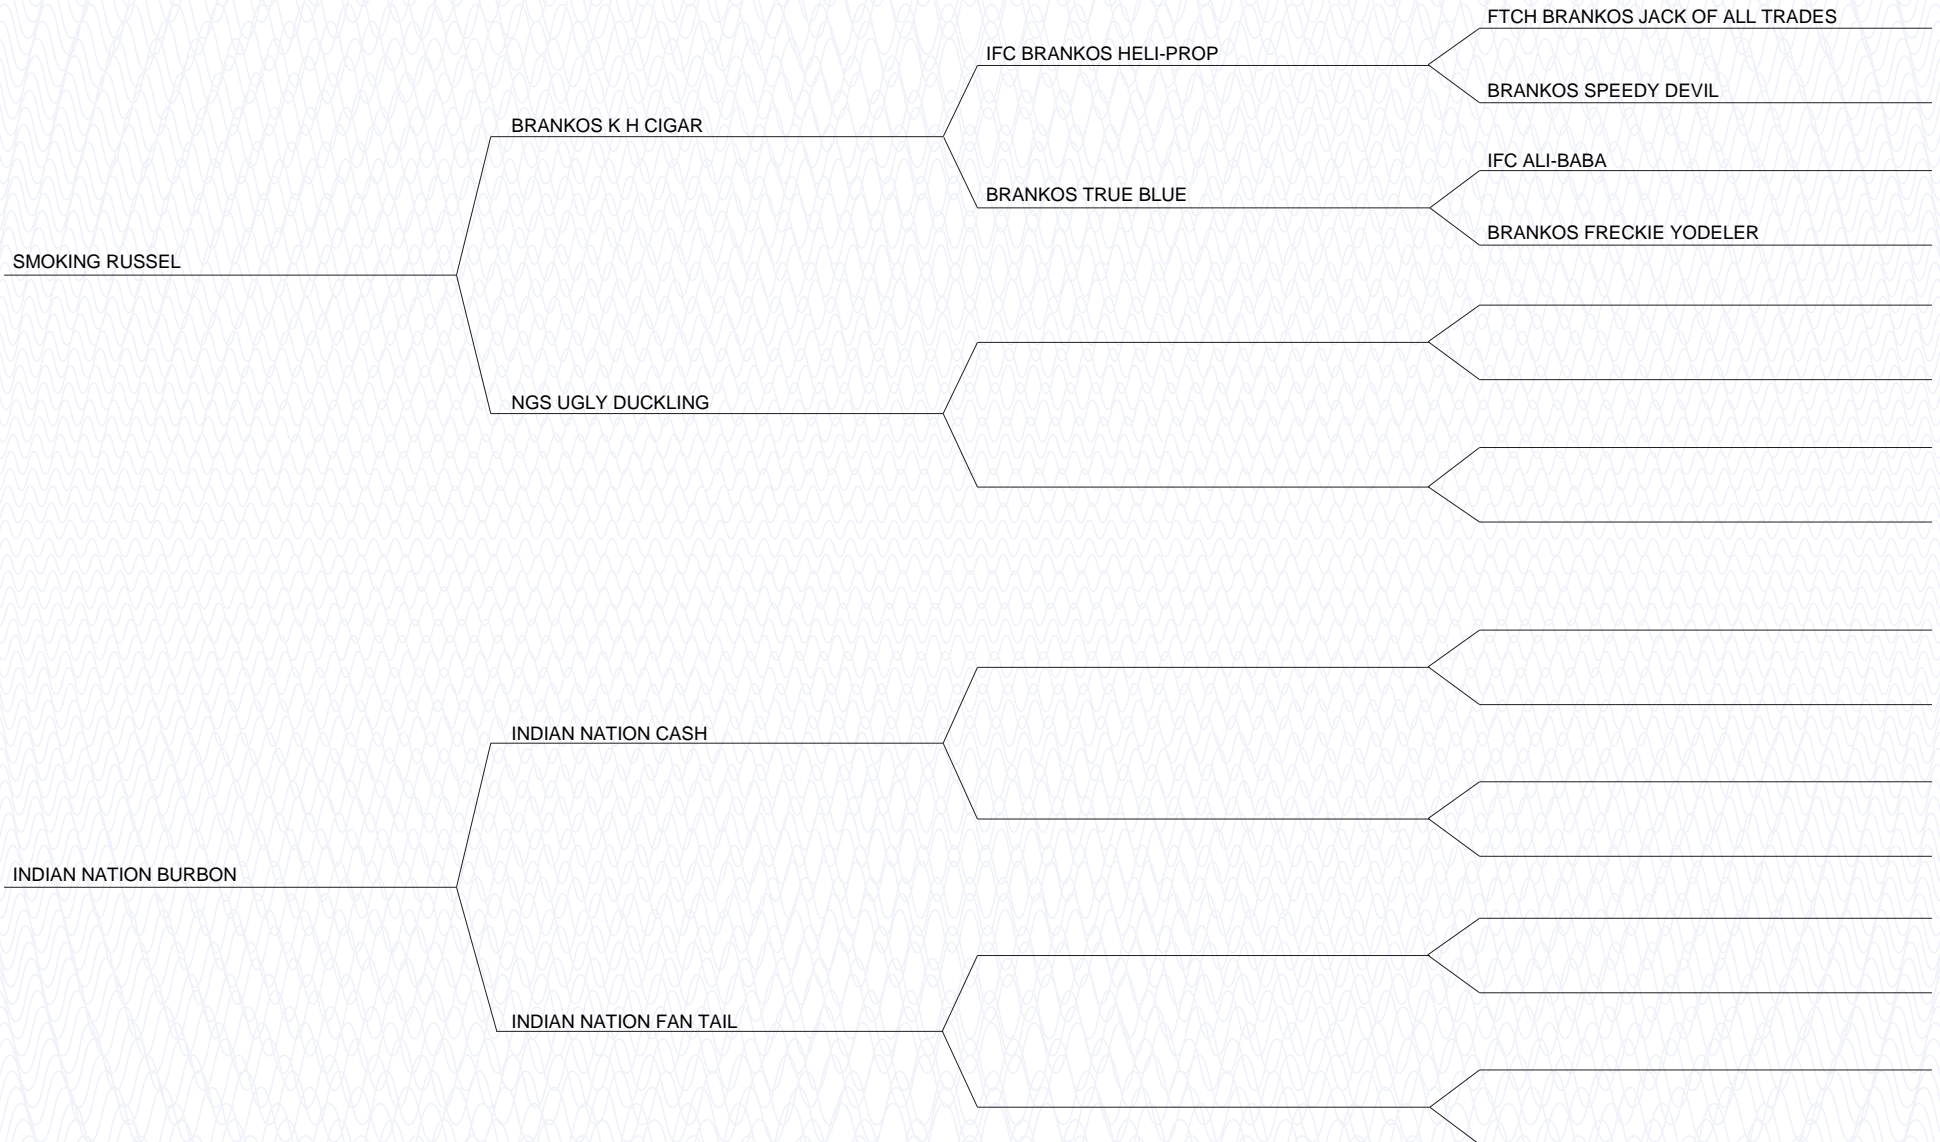 FTCH BRANKOS JACK OF ALL TRADES
IFC BRANKOS HELI-PROP
BRANKOS SPEEDY DEVIL
BRANKOS K H CIGAR
IFC ALI-BABA
BRANKOS TRUE BLUE
BRANKOS FRECKIE YODELER
SMOKING RUSSEL
NGS UGLY DUCKLING
INDIAN NATION CASH
INDIAN NATION BURBON
INDIAN NATION FAN TAIL